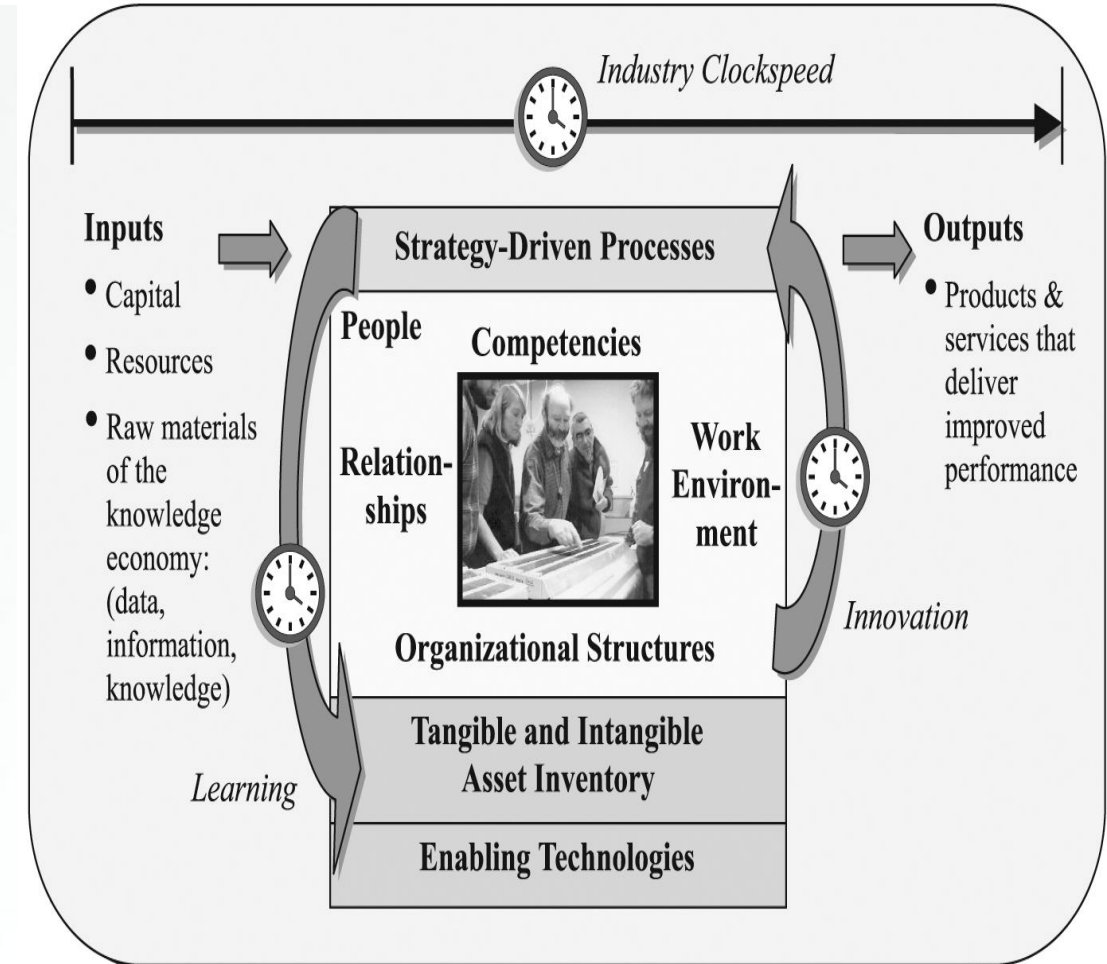 Industry Clockspeed
Inputs
• Capital
• Resources
• Raw materials
of the
knowledge
economy:
(data,
information,
knowledge)
Strategy-Driven Processes
People
Competencies
Relation-
ships
Work
Environ-
ment
Organizational Structures
Tangible and Intangible
Asset Inventory
Enabling Technologies
Learning
Innovation
Outputs
• Products &
services that
deliver
improved
performance